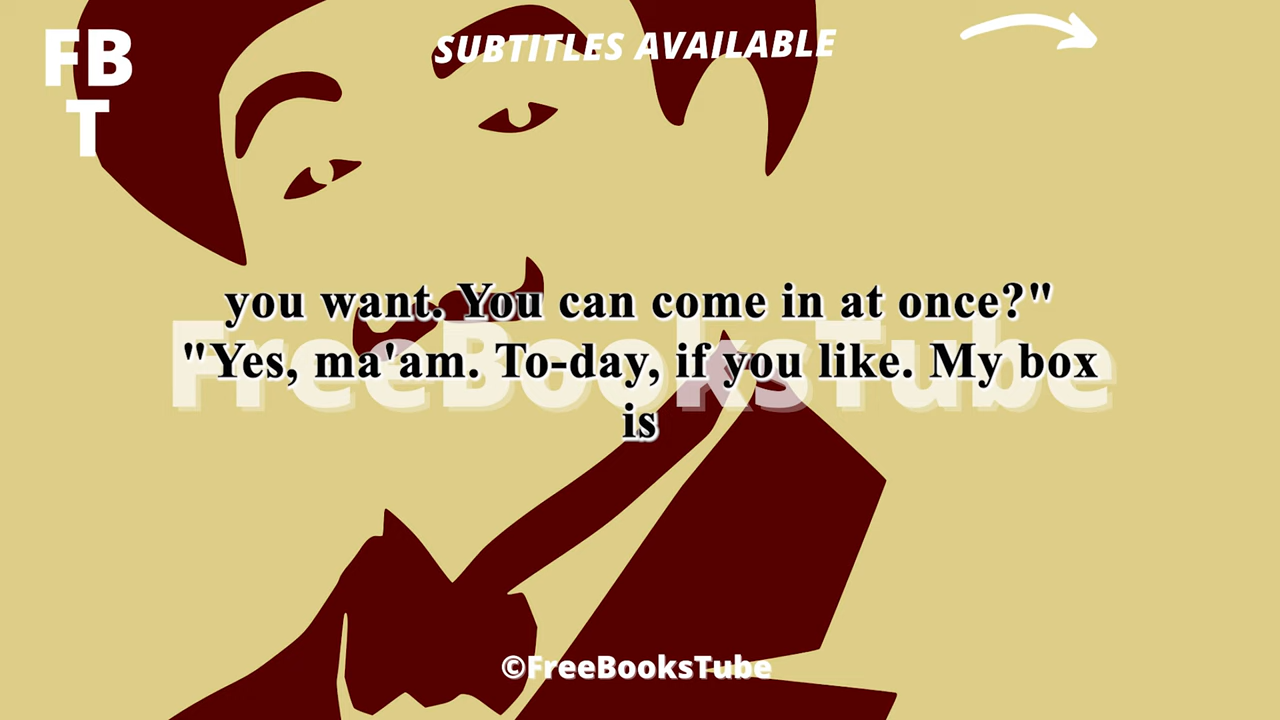 FB
T
SUBTITLES AVAILABLE
you want. You can come in at once?"
"Yes, ma'am. To-day, if you like. My box
is
FreeBooksTube
©FreeBooksTube